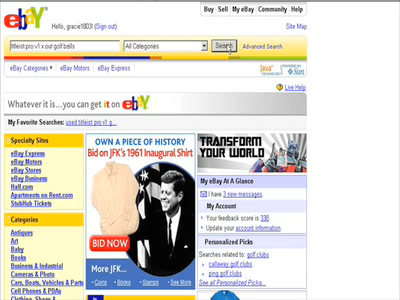 ebY
Buy Sell My eBay Community Help
Hello, gracie1803! (Sign out)
Site Map
titleist pro v1 x out golf balls
All Categories
Search
Advanced Search
eBay Categories
eBay Motors
eBay Express
Java
TECHNOLOGY
POWERED BY
Sun
Live Help
Whatever it is...you can get it on ebY
My Favorite Searches: used titleist pro v1 g...
Specialty Sites
eBay Express
eBay Motors
eBay Stores
eBay Business
Half.com
Apartments on Rent.com
StubHub Tickets
Categories
Antiques
Art
Baby
Books
Business & Industrial
Cameras & Photo
Cars, Boats, Vehicles & Parts
Cell Phones & PDAs
OWN A PIECE OF HISTORY
Bid on JFK's 1961 Inaugural Shirt
BID NOW
More JFK...
Coins
Books
Stamps
See More
TRANSFORM
YOUR WORLD
My eBay At A Glance
I have 3 new messages.
My Account
Your feedback score is 338
Update your account information
Personalized Picks
Searches related to: golf clubs
callaway golf clubs
ping golf clubs
See all Personalized Picks...